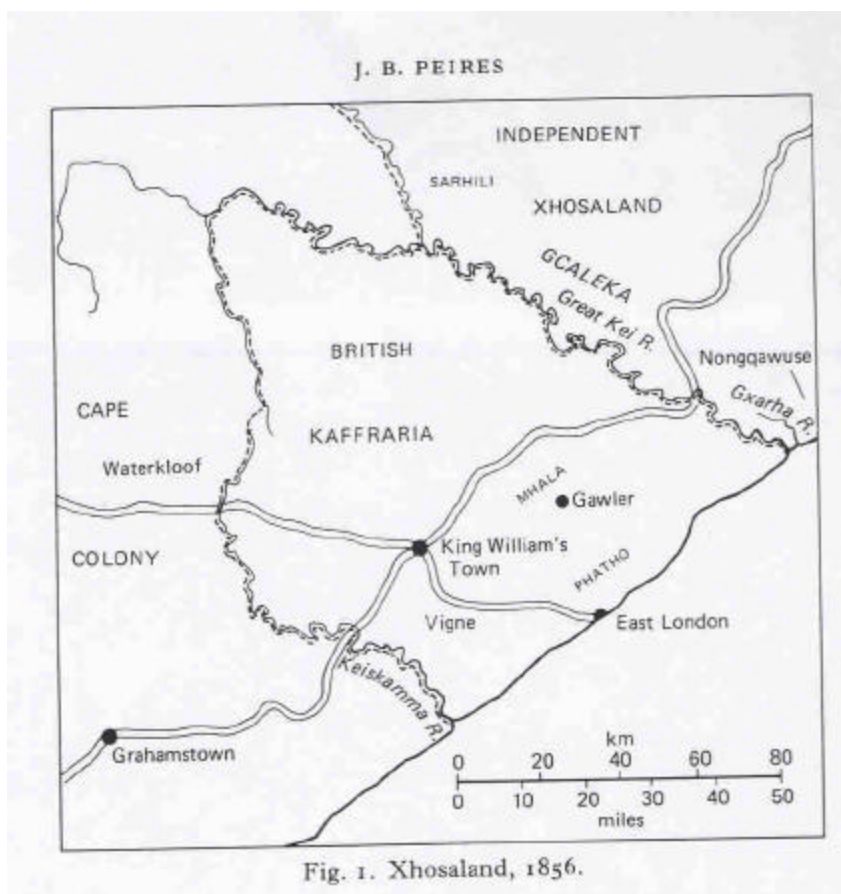 J. B. PEIRES
INDEPENDENT
SARHILI
XHOSALAND
GCALEKA
Great Kei R.
BRITISH
Nongqawuse
Gxarha R.
CAPE
KAFFRARIA
Waterkloof
MHALA
Gawler
King William's
Town
COLONY
PHATHO
Vigne
East London
Keiskamma R.
Grahamstown
km
0 20 40 60 80
0 10 20 30 40 50
miles
Fig. 1. Xhosaland, 1856.